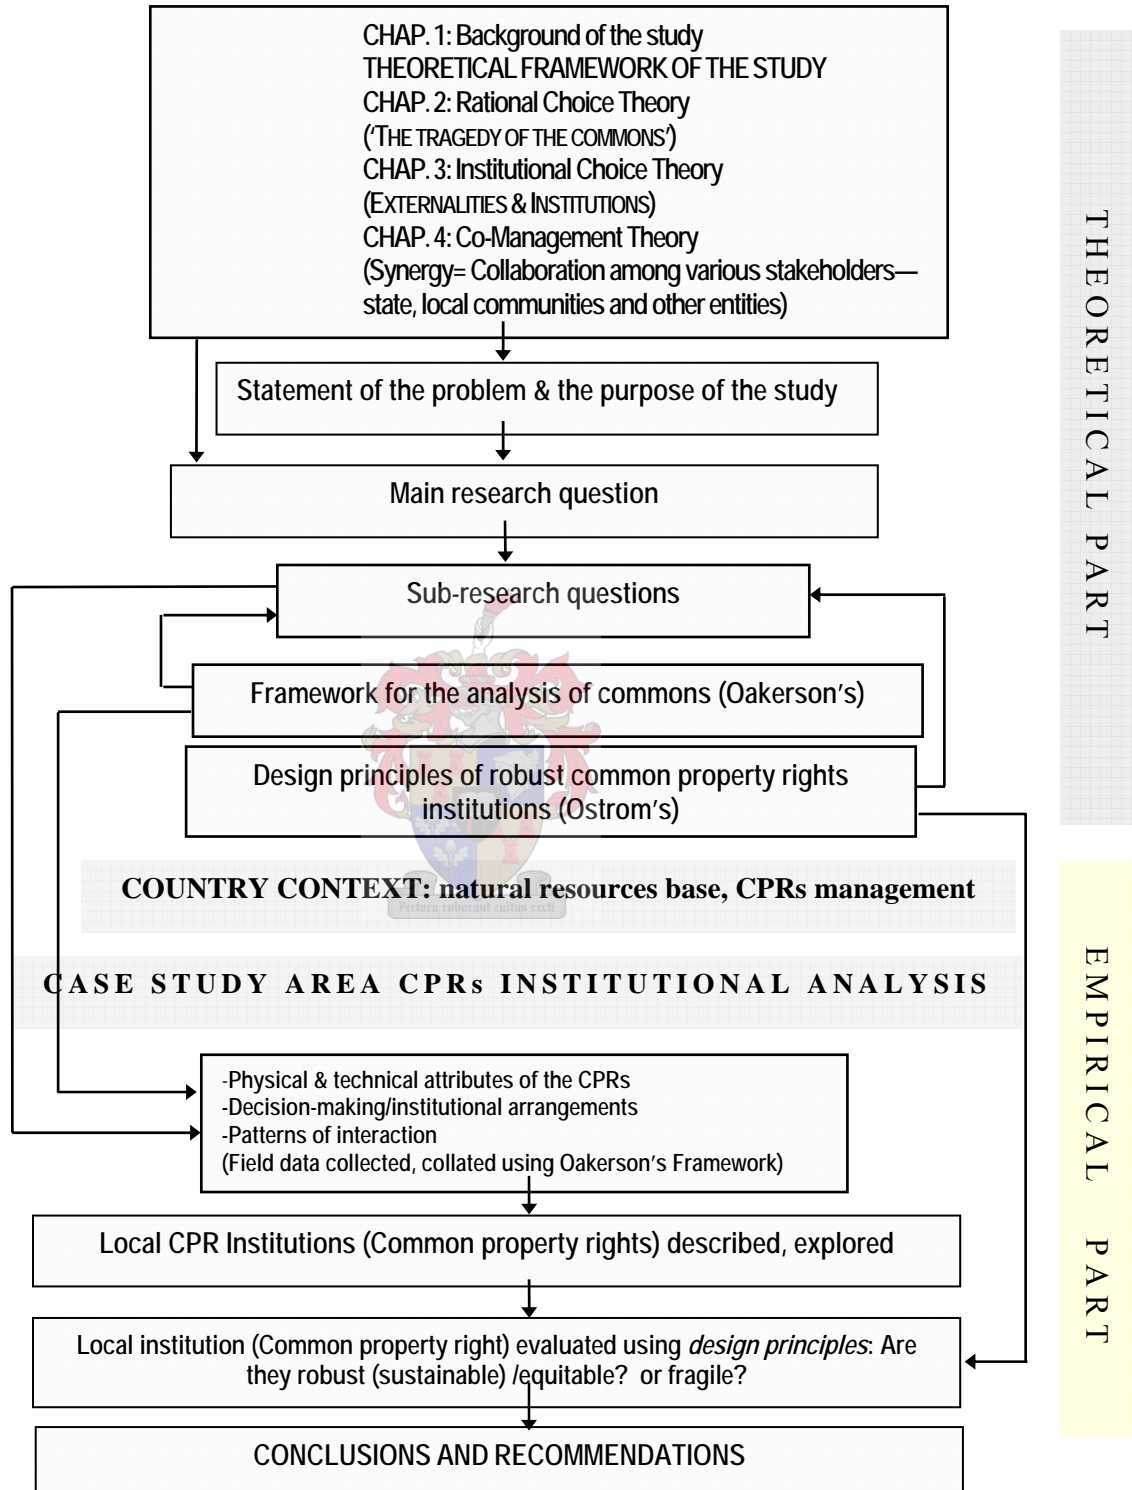 CHAP. 1: Background of the study
THEORETICAL FRAMEWORK OF THE STUDY
CHAP. 2: Rational Choice Theory
(‘THE TRAGEDY OF THE COMMONS’)
CHAP. 3: Institutional Choice Theory
(EXTERNALITIES & INSTITUTIONS)
CHAP. 4: Co-Management Theory
(Synergy= Collaboration among various stakeholders—
state, local communities and other entities)
Statement of the problem & the purpose of the study
Main research question
Sub-research questions
Framework for the analysis of commons (Oakerson’s)
Design principles of robust common property rights
institutions (Ostrom’s)
THEORETICAL PART
COUNTRY CONTEXT: natural resources base, CPRs management
Pectora roborant cultus recti
CASE STUDY AREA CPRs INSTITUTIONAL ANALYSIS
-Physical & technical attributes of the CPRs
-Decision-making/institutional arrangements
-Patterns of interaction
(Field data collected, collated using Oakerson’s Framework)
Local CPR Institutions (Common property rights) described, explored
Local institution (Common property right) evaluated using design principles: Are
they robust (sustainable) /equitable? or fragile?
CONCLUSIONS AND RECOMMENDATIONS
EMPIRICAL PART